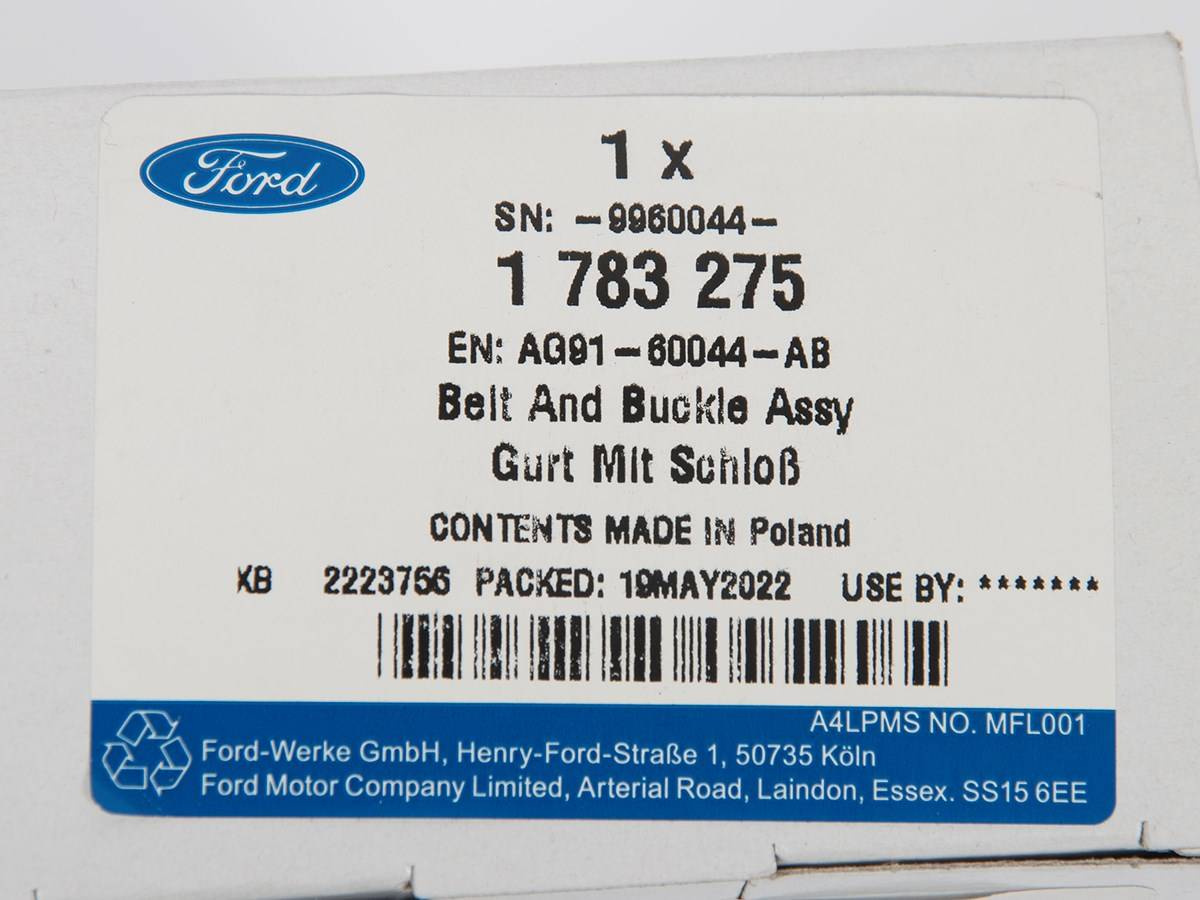 Ford
1 x
SN: -9960044-
1 783 275
EN: AG91-60044-AB
Belt And Buckle Assy
Gurt Mit Schloß
CONTENTS MADE IN Poland
XB 2223756 PACKED: 19MAY2022 USE BY: *******
A4LPMS NO. MFL001
Ford-Werke GmbH, Henry-Ford-Straße 1, 50735 Köln
Ford Motor Company Limited, Arterial Road, Laindon, Essex. SS15 6EE